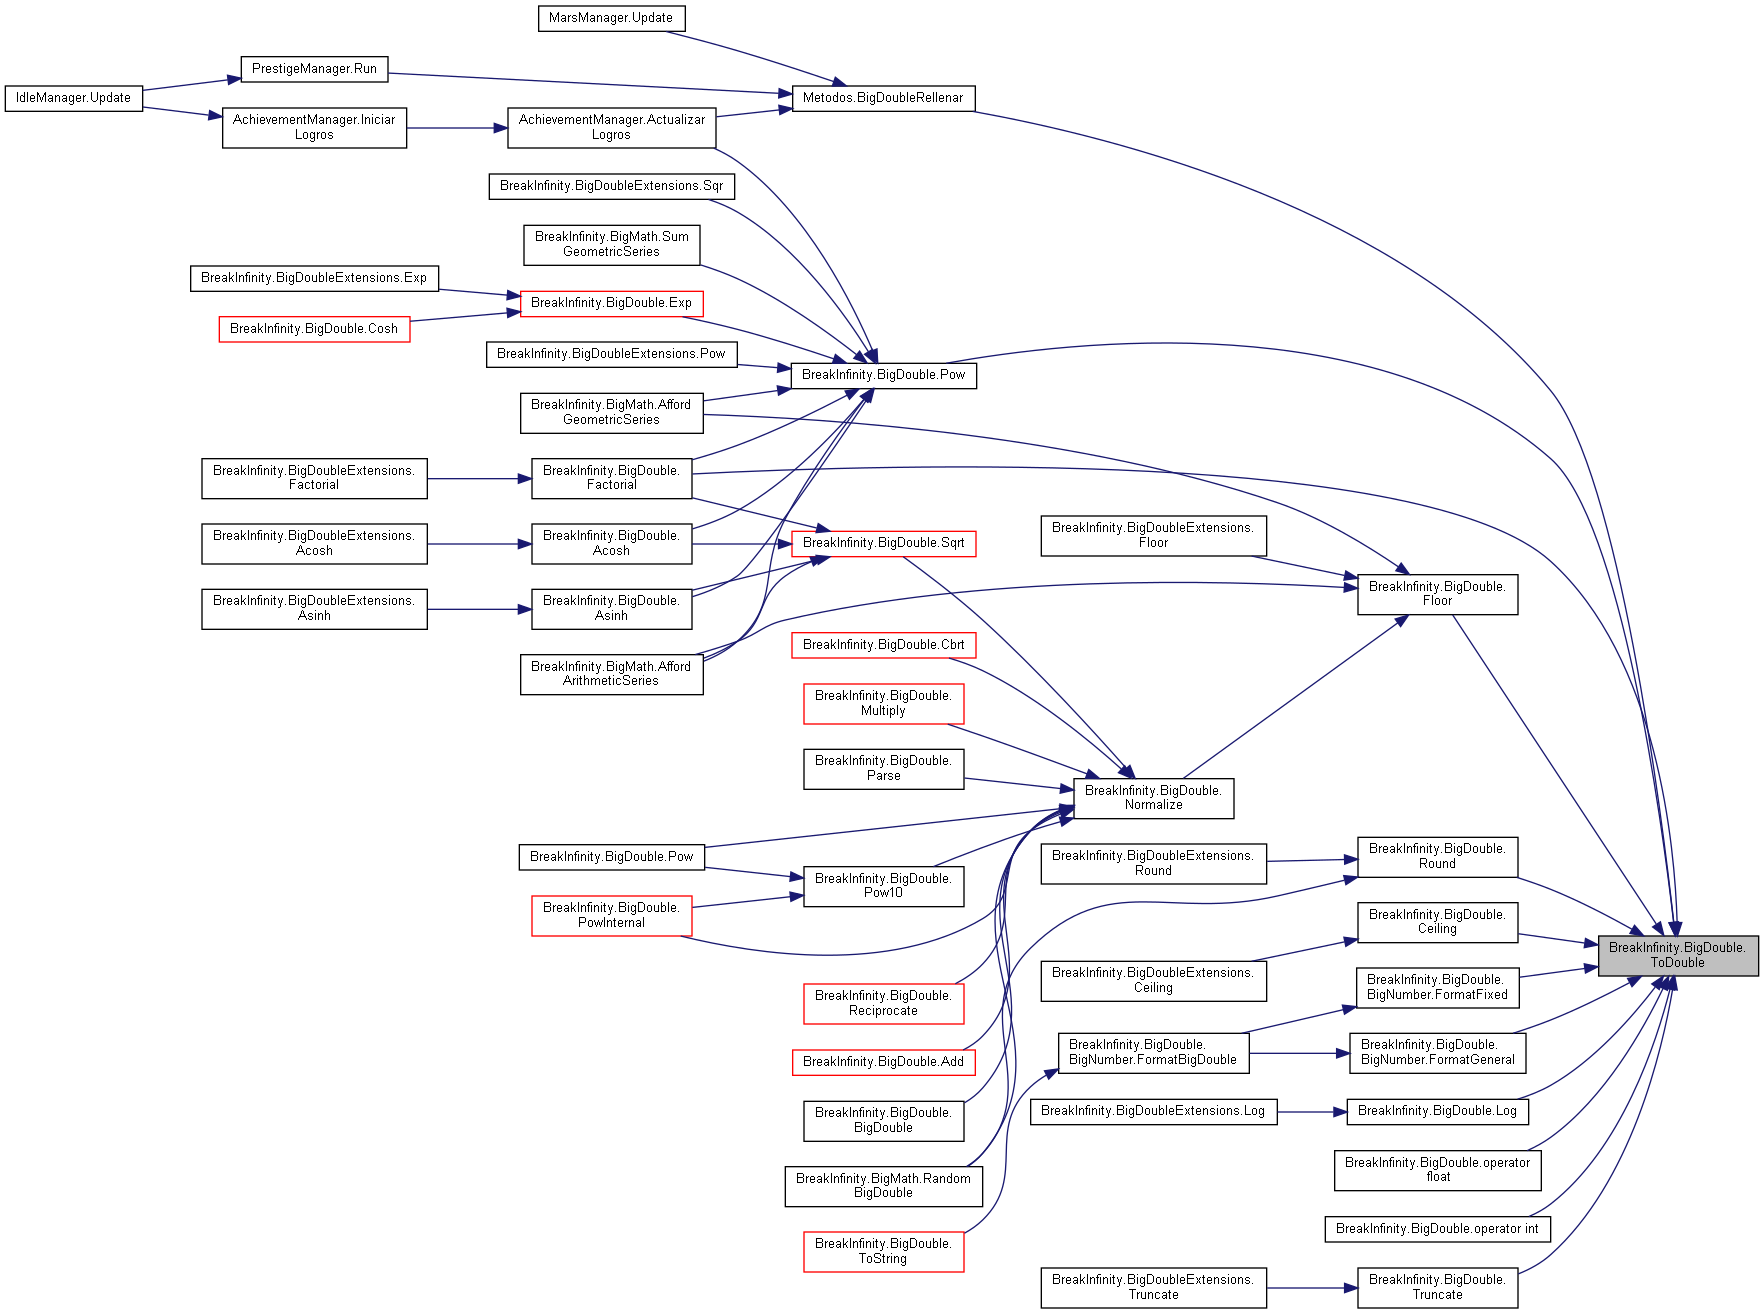 MarsManager.Update
PrestigeManager.Run
IdleManager.Update
Metodos.BigDoubleRellenar
AchievementManager.Iniciar
Logros
AchievementManager.Actualizar
Logros
BreakInfinity.BigDoubleExtensions.Sqr
BreakInfinity.BigMath.Sum
GeometricSeries
BreakInfinity.BigDoubleExtensions.Exp
BreakInfinity.BigDouble.Exp
BreakInfinity.BigDouble.Cosh
BreakInfinity.BigDoubleExtensions.Pow
BreakInfinity.BigDouble.Pow
BreakInfinity.BigMath.Afford
GeometricSeries
BreakInfinity.BigDoubleExtensions.
Factorial
BreakInfinity.BigDouble.
Factorial
BreakInfinity.BigDoubleExtensions.
Acosh
BreakInfinity.BigDouble.
Acosh
BreakInfinity.BigDouble.Sqrt
BreakInfinity.BigDoubleExtensions.
Floor
BreakInfinity.BigDouble.
Floor
BreakInfinity.BigDoubleExtensions.
Asinh
BreakInfinity.BigDouble.
Asinh
BreakInfinity.BigDouble.Cbrt
BreakInfinity.BigMath.Afford
ArithmeticSeries
BreakInfinity.BigDouble.
Multiply
BreakInfinity.BigDouble.
Parse
BreakInfinity.BigDouble.
Normalize
BreakInfinity.BigDouble.Pow
BreakInfinity.BigDouble.
Pow10
BreakInfinity.BigDoubleExtensions.
Round
BreakInfinity.BigDouble.
Round
BreakInfinity.BigDouble.
PowInternal
BreakInfinity.BigDouble.
Ceiling
BreakInfinity.BigDouble.
ToDouble
BreakInfinity.BigDoubleExtensions.
Ceiling
BreakInfinity.BigDouble.
BigNumber.FormatFixed
BreakInfinity.BigDouble.
Reciprocate
BreakInfinity.BigDouble.
BigNumber.FormatBigDouble
BreakInfinity.BigDouble.
BigNumber.FormatGeneral
BreakInfinity.BigDouble.Add
BreakInfinity.BigDouble.
BigDouble
BreakInfinity.BigDoubleExtensions.Log
BreakInfinity.BigDouble.Log
BreakInfinity.BigMath.Random
BigDouble
BreakInfinity.BigDouble.operator
float
BreakInfinity.BigDouble.operator int
BreakInfinity.BigDouble.
ToString
BreakInfinity.BigDoubleExtensions.
Truncate
BreakInfinity.BigDouble.
Truncate